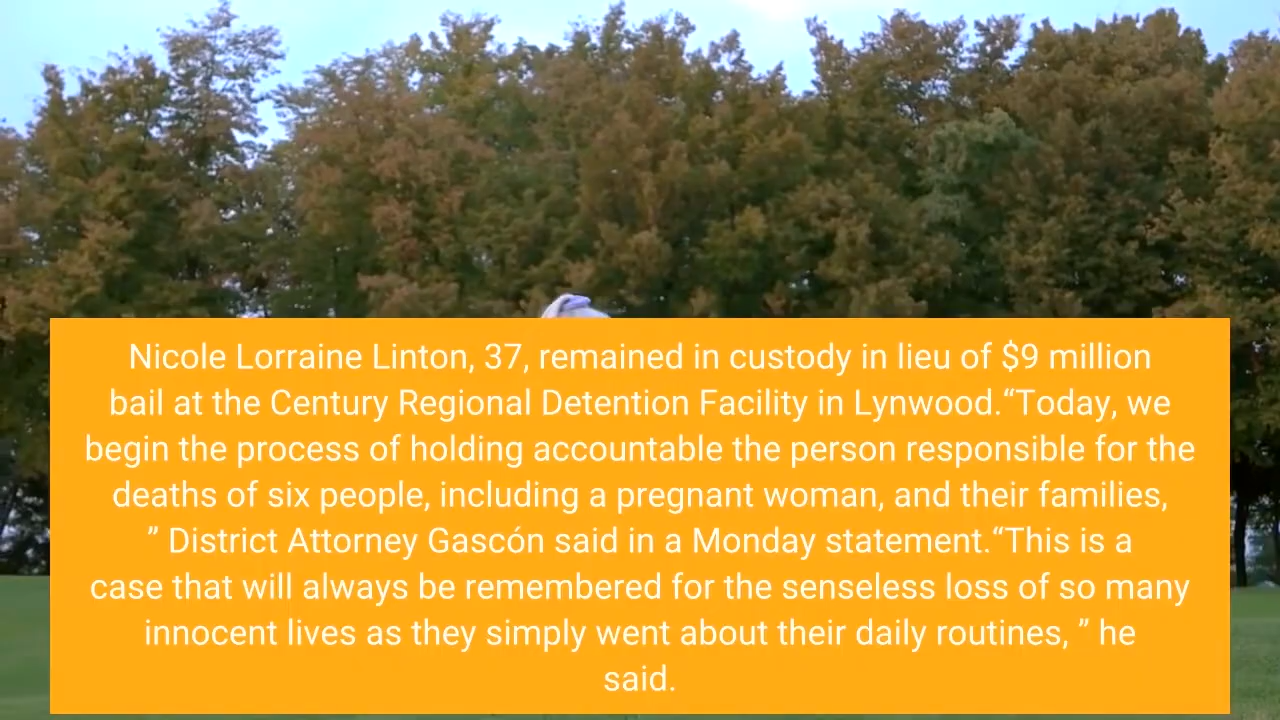 Nicole Lorraine Linton, 37, remained in custody in lieu of $9 million
bail at the Century Regional Detention Facility in Lynwood.“Today, we
begin the process of holding accountable the person responsible for the
deaths of six people, including a pregnant woman, and their families,
” District Attorney Gascón said in a Monday statement.“This is a
case that will always be remembered for the senseless loss of so many
innocent lives as they simply went about their daily routines, ” he
said.